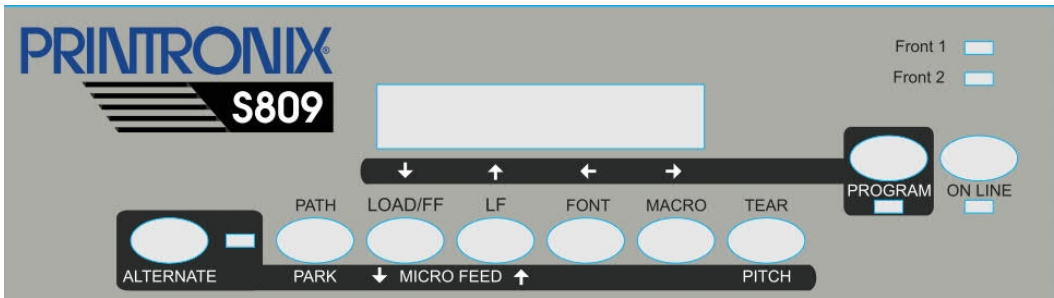 PRINTRONIX®
S809
Front 1
Front 2
↓ ↑ ← →
PROGRAM ON LINE
PATH LOAD/FF LF FONT MACRO TEAR
ALTERNATE PARK ↓ MICRO FEED ↑ PITCH